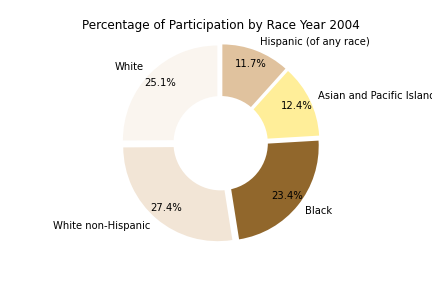 Percentage of Participation by Race Year 2004
Hispanic (of any race)
11.7%
White
25.1%
Asian and Pacific
12.4%
23.4%
Black
27.4%
White non-Hispanic